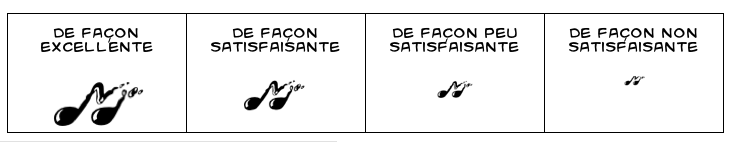 DE FAÇON
EXCELLENTE
DE FAÇON
SATISFAISANTE
DE FAÇON PEU
SATISFAISANTE
DE FAÇON NON
SATISFAISANTE